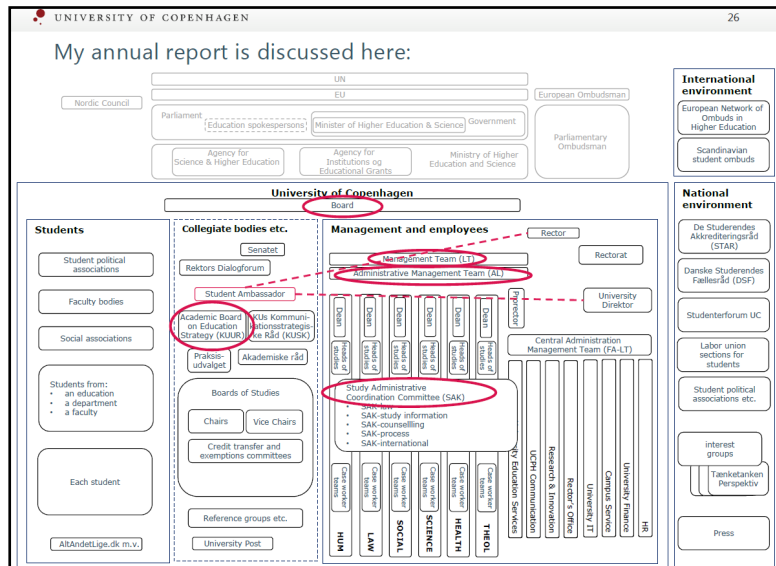 UNIVERSITY OF COPENHAGEN
26
My annual report is discussed here:
UN
EU
Nordic Council
European Ombudsman
Parliament
Education spokespersons
Minister of Higher Education & Science
Government
Parliamentary
Ombudsman
Agency for
Science & Higher Education
Agency for
Institutions og
Educational Grants
Ministry of Higher
Education and Science
International
environment
European Network of
Ombuds in
Higher Education
Scandinavian
student ombuds
University of Copenhagen
Board
Students
Student political
associations
Faculty bodies
Social associations
Students from:
• an education
• a department
• a faculty
Each student
AltAndetLige.dk m.v.
Collegiate bodies etc.
Senatet
Rektors Dialogforum
Student Ambassador
Academic Board
on Education
Strategy (KUUR)
KUs Kommuni-
kationsstrategis-
ke Råd (KUSK)
Praksis-
udvalget
Akademiske råd
Boards of Studies
Chairs
Vice Chairs
Credit transfer and
exemptions committees
Reference groups etc.
University Post
Management and employees
Rector
Management Team (LT)
Administrative Management Team (AL)
Rectorat
Prorector
University
Direktor
Dean
Dean
Dean
Dean
Dean
Dean
Heads of
studies
Heads of
studies
Heads of
studies
Heads of
studies
Heads of
studies
Heads of
studies
Central Administration
Management Team (FA-LT)
Study Administrative
Coordination Committee (SAK)
• SAK-law
• SAK-study information
• SAK-counsellling
• SAK-process
• SAK-international
Case worker
teams
Case worker
teams
Case worker
teams
Case worker
teams
Case worker
teams
Case worker
teams
HUM
LAW
SOCIAL
SCIENCE
HEALTH
THEOL
Education Services
UCPH Communication
Research & Innovation
Rector's Office
University IT
Campus Service
University Finance
HR
National
environment
De Studerendes
Akkrediteringsråd
(STAR)
Danske Studerendes
Fællesråd (DSF)
Studenterforum UC
Labor union
sections for
students
Student political
associations etc.
interest
groups
Tænketanken
Perspektiv
Press